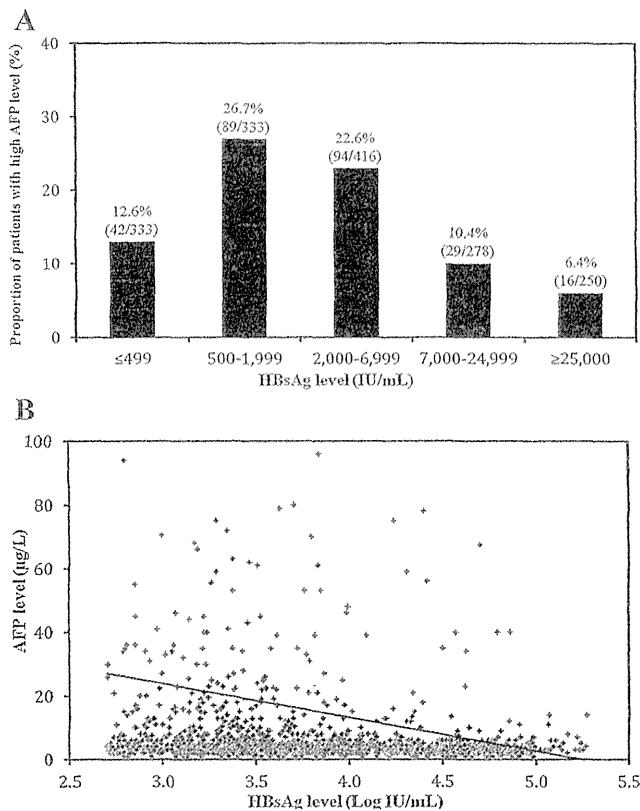 A
Proportion of patients with high AFP level (%)
40
30
20
10
0
12.6%
(42/333)
26.7%
(89/333)
22.6%
(94/416)
10.4%
(29/278)
6.4%
(16/250)
≤499 500-1,999 2,000-6,999 7,000-24,999 ≥25,000
HBsAg level (IU/mL)
B
AFP level (µg/L)
100
80
60
40
20
0
2.5 3.0 3.5 4.0 4.5 5.0 5.5
HBsAg level (Log IU/mL)